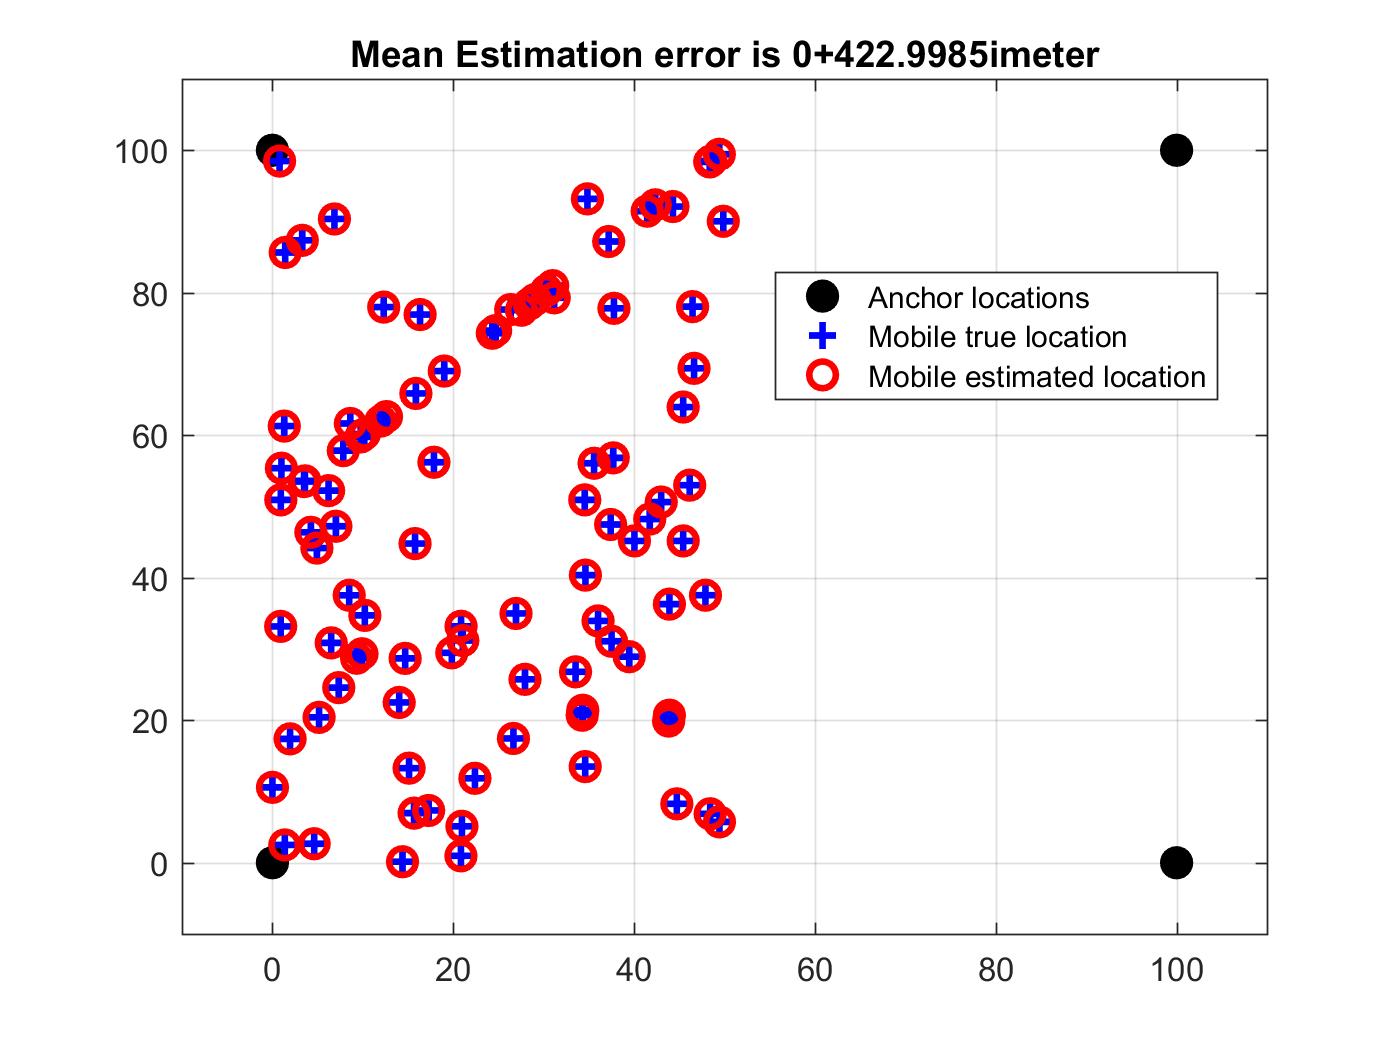 Mean Estimation error is 0+422.9985imeter
100
80
60
40
20
0
Anchor locations
Mobile true location
Mobile estimated location
0 20 40 60 80 100